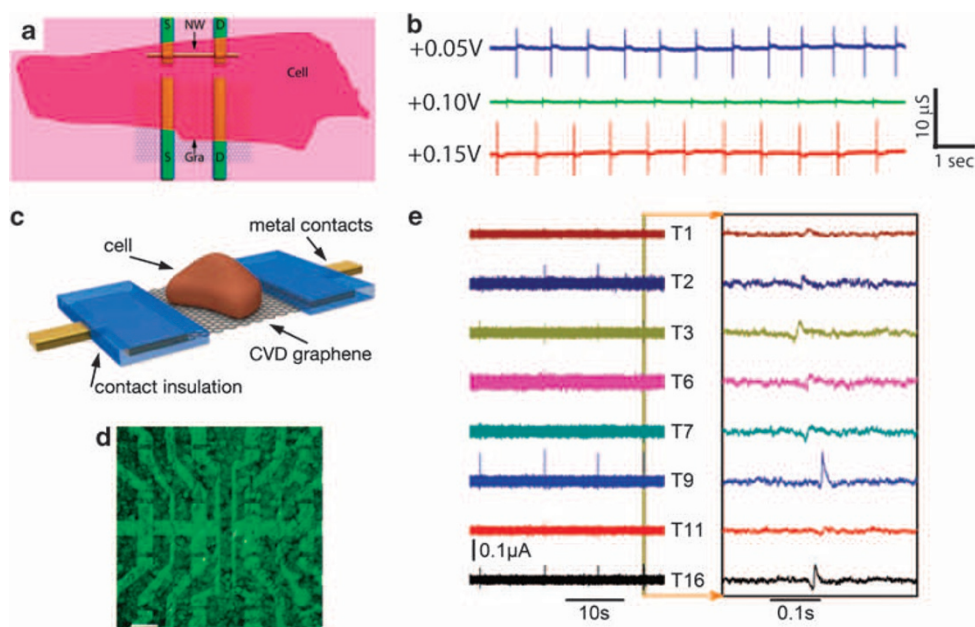 a
S
NW
D
Cell
S
Gra
D
b
+0.05V
+0.10V
+0.15V
10 µS
1 sec
c
cell
metal contacts
CVD graphene
contact insulation
d
e
T1
T2
T3
T6
T7
T9
T11
T16
0.1µA
10s
0.1s